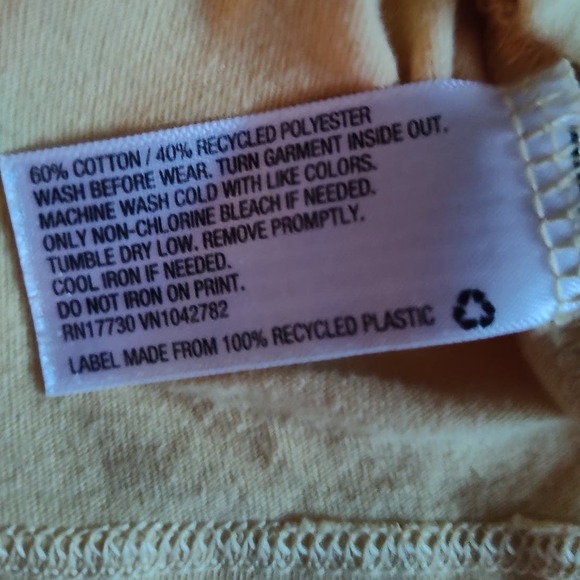 60% COTTON / 40% RECYCLED POLYESTER
WASH BEFORE WEAR. TURN GARMENT INSIDE OUT.
MACHINE WASH COLD WITH LIKE COLORS.
ONLY NON-CHLORINE BLEACH IF NEEDED.
TUMBLE DRY LOW. REMOVE PROMPTLY.
COOL IRON IF NEEDED.
DO NOT IRON ON PRINT.
RN17730 VN1042782
LABEL MADE FROM 100% RECYCLED PLASTIC